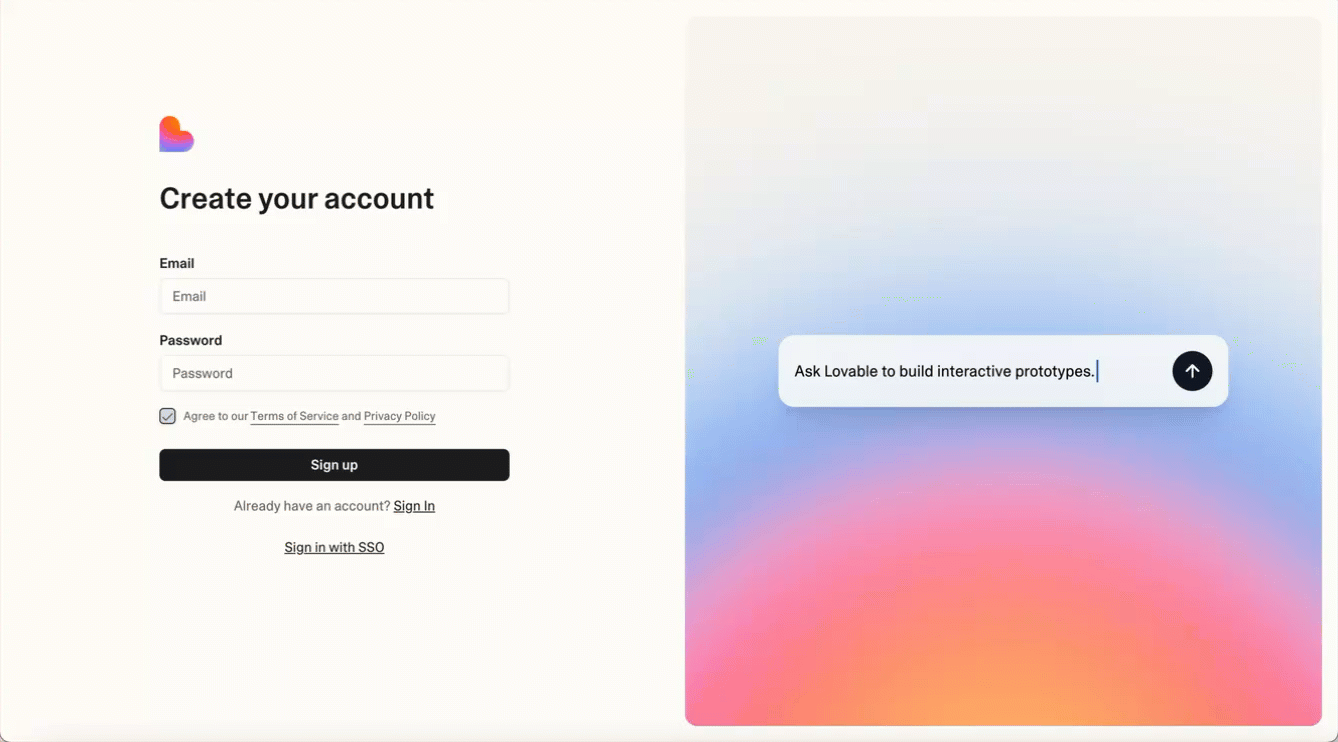 Create your account
Email
Email
Password
Password
Agree to our Terms of Service and Privacy Policy
Sign up
Already have an account? Sign In
Sign in with SSO
Ask Lovable to build interactive prototypes.